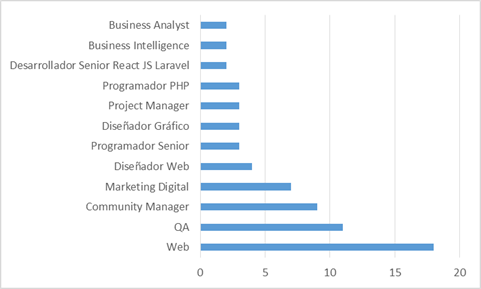 Business Analyst
Business Intelligence
Desarrollador Senior React JS Laravel
Programador PHP
Project Manager
Diseñador Gráfico
Programador Senior
Diseñador Web
Marketing Digital
Community Manager
QA
Web
0 5 10 15 20